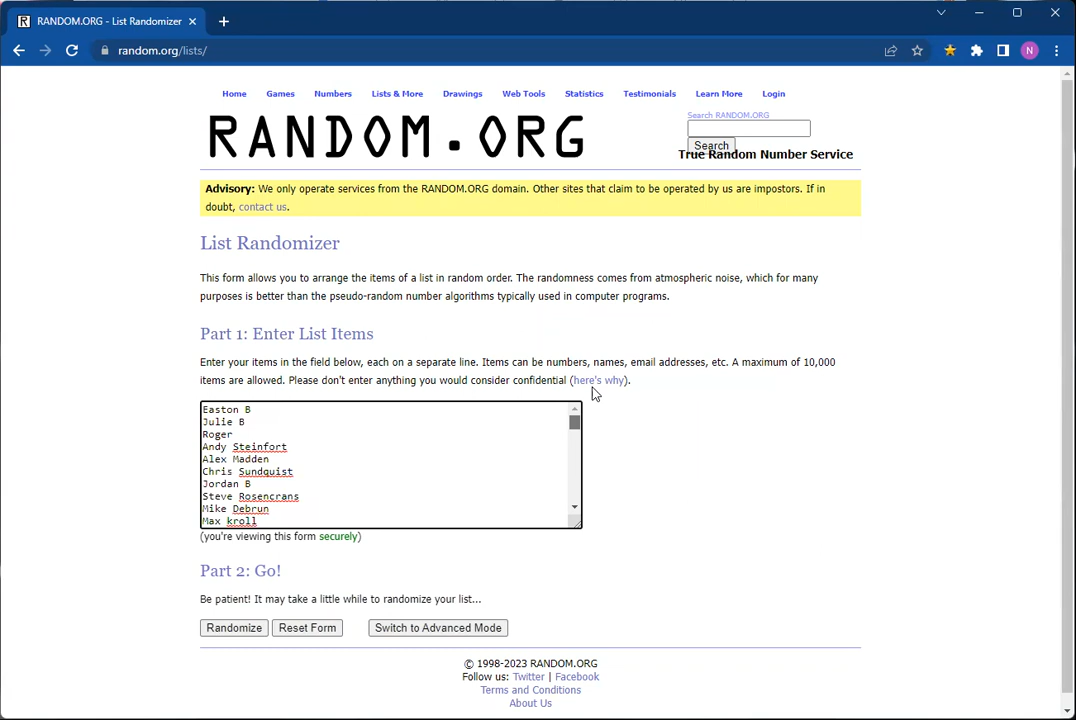 RANDOM.ORG - List Randomizer
random.org/lists/
N
Home Games Numbers Lists & More Drawings Web Tools Statistics Testimonials Learn More Login
RANDOM.ORG
Search RANDOM.ORG
Search
True Random Number Service
Advisory: We only operate services from the RANDOM.ORG domain. Other sites that claim to be operated by us are impostors. If in
doubt, contact us.
List Randomizer
This form allows you to arrange the items of a list in random order. The randomness comes from atmospheric noise, which for many
purposes is better than the pseudo-random number algorithms typically used in computer programs.
Part 1: Enter List Items
Enter your items in the field below, each on a separate line. Items can be numbers, names, email addresses, etc. A maximum of 10,000
items are allowed. Please don't enter anything you would consider confidential (here's why).
Easton B
Julie B
Roger
Andy Steinfort
Alex Madden
Chris Sundquist
Jordan B
Steve Rosencrans
Mike Debrun
Max kroll
(you're viewing this form securely)
Part 2: Go!
Be patient! It may take a little while to randomize your list...
Randomize Reset Form Switch to Advanced Mode
© 1998-2023 RANDOM.ORG
Follow us: Twitter | Facebook
Terms and Conditions
About Us